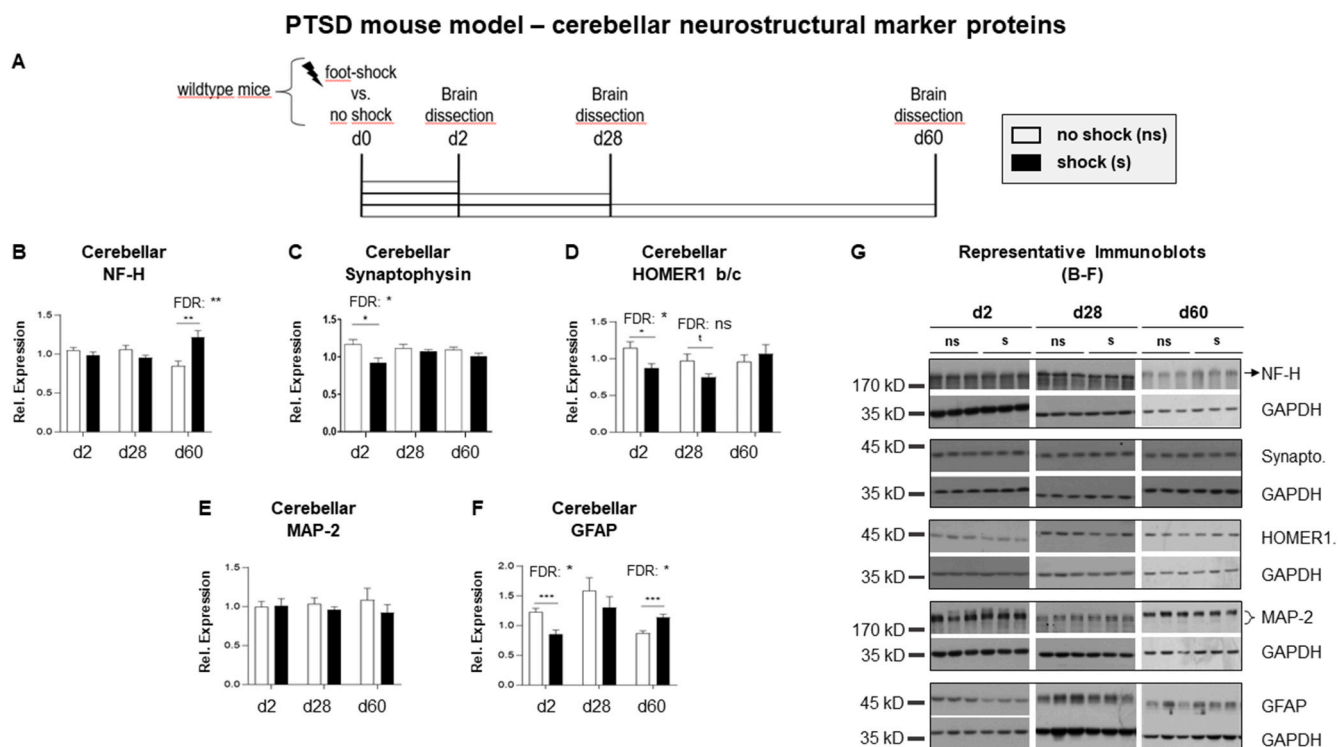 PTSD mouse model – cerebellar neurostructural marker proteins
A
wildtype mice
foot-shock
vs.
no shock
d0
Brain
dissection
d2
Brain
dissection
d28
Brain
dissection
d60
no shock (ns)
shock (s)
B
Cerebellar
NF-H
FDR: **
**
Rel. Expression
1.5
1.0
0.5
0.0
d2 d28 d60
C
Cerebellar
Synaptophysin
FDR: *
*
Rel. Expression
1.5
1.0
0.5
0.0
d2 d28 d60
D
Cerebellar
HOMER1 b/c
FDR: *
*
FDR: ns
t
Rel. Expression
1.5
1.0
0.5
0.0
d2 d28 d60
E
Cerebellar
MAP-2
Rel. Expression
1.5
1.0
0.5
0.0
d2 d28 d60
F
Cerebellar
GFAP
FDR: *
***
FDR: *
***
Rel. Expression
2.0
1.5
1.0
0.5
0.0
d2 d28 d60
G
Representative Immunoblots
(B-F)
d2 d28 d60
ns s ns s ns s
170 kD NF-H
35 kD GAPDH
45 kD Synapto.
35 kD GAPDH
45 kD HOMER1.
35 kD GAPDH
170 kD MAP-2
35 kD GAPDH
45 kD GFAP
35 kD GAPDH